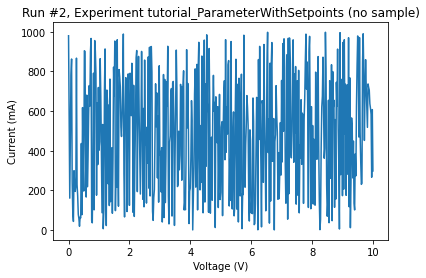 Run #2, Experiment tutorial_ParameterWithSetpoints (no sample)
1000
800
600
400
200
0
Current (mA)
0 2 4 6 8 10
Voltage (V)